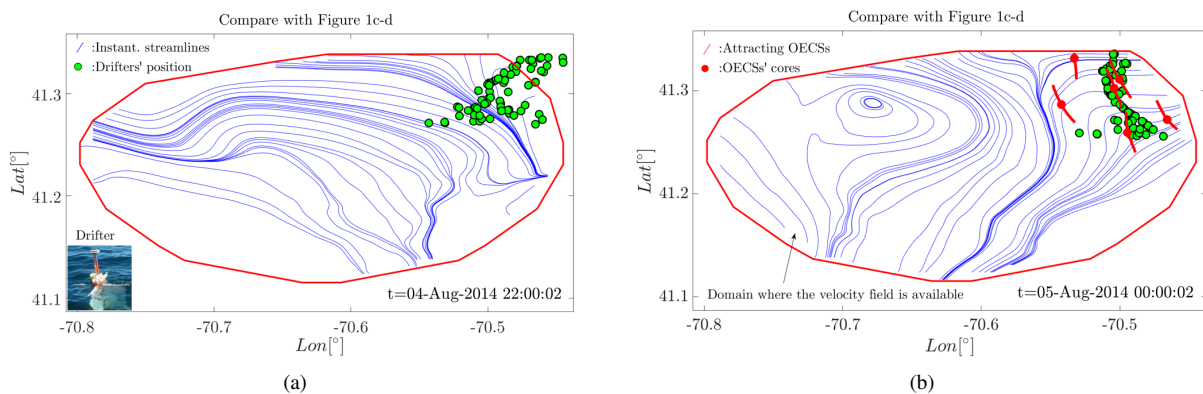 Compare with Figure 1c-d
:Instant. streamlines
:Drifters' position
41.3
41.2
41.1
Lat[°]
Drifter
t=04-Aug-2014 22:00:02
-70.8
-70.7
-70.6
-70.5
Lon[°]
(a)
Compare with Figure 1c-d
:Attracting OECSs
:OECSs' cores
41.3
41.2
41.1
Lat[°]
Domain where the velocity field is available
t=05-Aug-2014 00:00:02
-70.8
-70.7
-70.6
-70.5
Lon[°]
(b)